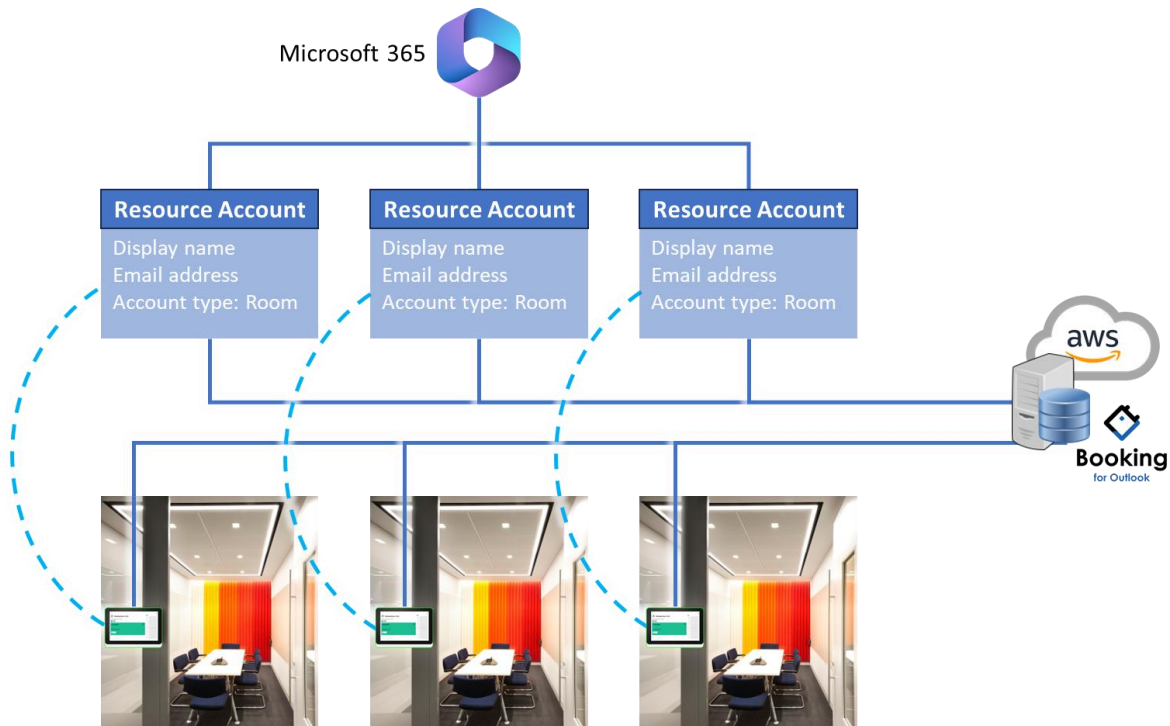 Microsoft 365
Resource Account
Display name
Email address
Account type: Room
Resource Account
Display name
Email address
Account type: Room
Resource Account
Display name
Email address
Account type: Room
aws
Booking
for Outlook